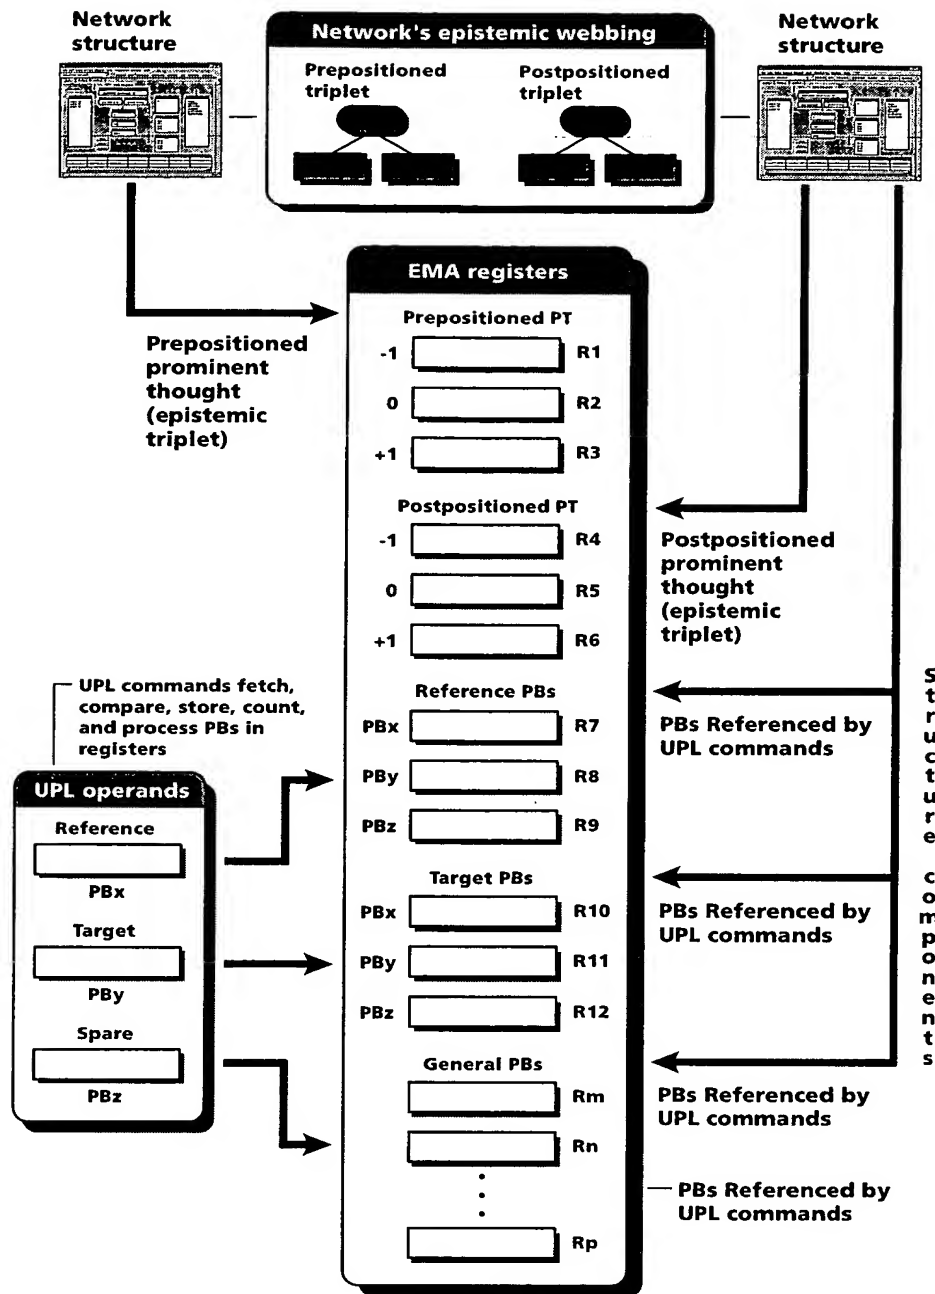 Network
structure
Network's epistemic webbing
Prepositioned
triplet
Postpositioned
triplet
Network
structure
EMA registers
Prepositioned PT
-1 R1
0 R2
+1 R3
Prepositioned
prominent
thought
(epistemic
triplet)
Postpositioned PT
-1 R4
0 R5
+1 R6
Postpositioned
prominent
thought
(epistemic
triplet)
Reference PBs
PBx R7
PBy R8
PBz R9
PBs Referenced by
UPL commands
UPL commands fetch,
compare, store, count,
and process PBs in
registers
UPL operands
Reference
PBx
Target
PBy
Spare
PBz
Target PBs
PBx R10
PBy R11
PBz R12
PBs Referenced by
UPL commands
General PBs
Rm
Rn
Rp
PBs Referenced by
UPL commands
PBs Referenced by
UPL commands
Structure components